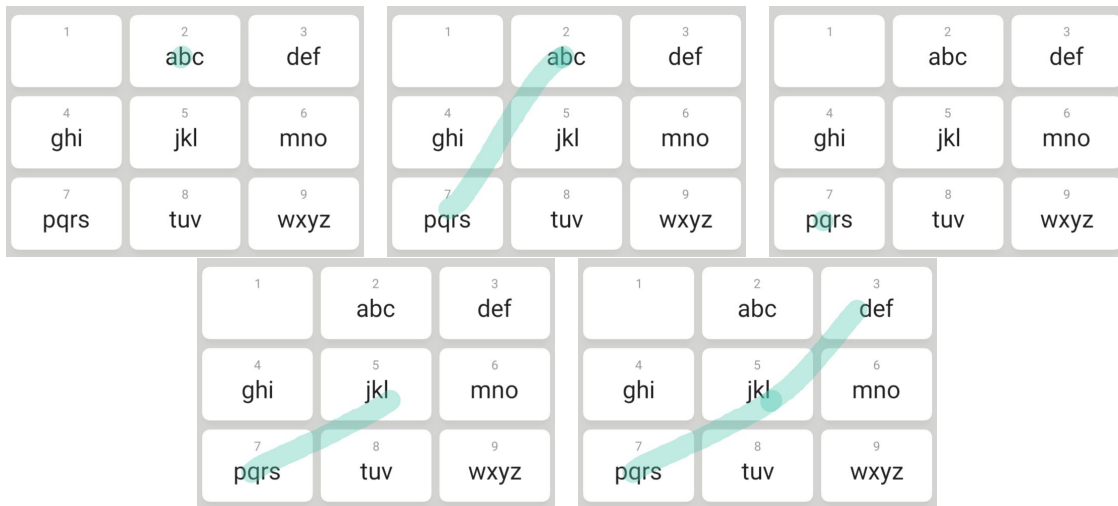 1 2 3 1 2 3 1 2 3
abc def abc def abc def
4 5 6 4 5 6 4 5 6
ghi jkl mno ghi jkl mno ghi jkl mno
7 8 9 7 8 9 7 8 9
pqrs tuv wxyz pqrs tuv wxyz pqrs tuv wxyz
1 2 3 1 2 3
abc def abc def
4 5 6 4 5 6
ghi jkl mno ghi jkl mno
7 8 9 7 8 9
pqrs tuv wxyz pqrs tuv wxyz